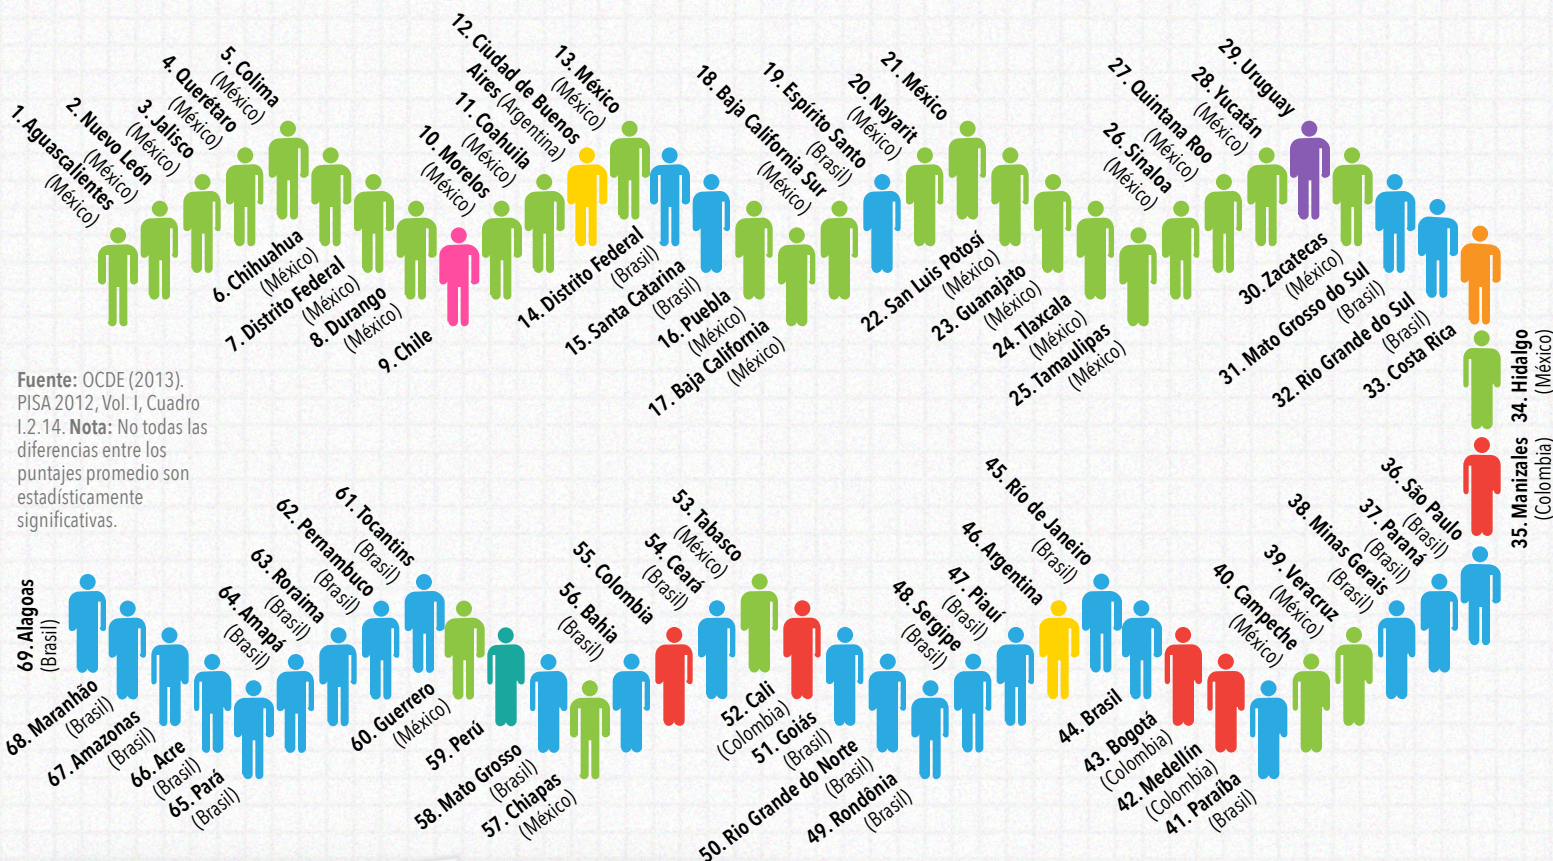 1. Aguascalientes
(México)
2. Nuevo León
(México)
3. Jalisco
(México)
4. Querétaro
(México)
5. Colima
(México)
6. Chihuahua
(México)
7. Distrito Federal
(México)
8. Durango
(México)
9. Chile
10. Morelos
(México)
11. Coahuila
(México)
12. Ciudad de Buenos
Aires (Argentina)
13. México
(México)
14. Distrito Federal
(Brasil)
15. Santa Catarina
(Brasil)
16. Puebla
(México)
17. Baja California
(México)
18. Baja California Sur
(México)
19. Espírito Santo
(Brasil)
20. Nayarit
(México)
21. México
22. San Luis Potosí
(México)
23. Guanajato
(México)
24. Tlaxcala
(México)
25. Tamaulipas
(México)
26. Sinaloa
(México)
27. Quintana Roo
(México)
28. Yucatán
(México)
29. Uruguay
30. Zacatecas
(México)
31. Mato Grosso do Sul
(Brasil)
32. Rio Grande do Sul
(Brasil)
33. Costa Rica
34. Hidalgo
(México)
35. Manizales
(Colombia)
36. São Paulo
(Brasil)
37. Paraná
(Brasil)
38. Minas Gerais
(Brasil)
39. Veracruz
(México)
40. Campeche
(México)
41. Paraíba
(Brasil)
42. Medellín
(Colombia)
43. Bogotá
(Colombia)
44. Brasil
45. Río de Janeiro
(Brasil)
46. Argentina
47. Piauí
(Brasil)
48. Sergipe
(Brasil)
49. Rondônia
(Brasil)
50. Rio Grande do Norte
(Brasil)
51. Goiás
(Brasil)
52. Cali
(Colombia)
53. Tabasco
(México)
54. Ceará
(Brasil)
55. Colombia
56. Bahia
(Brasil)
57. Chiapas
(México)
58. Mato Grosso
(Brasil)
59. Perú
60. Guerrero
(México)
61. Tocantins
(Brasil)
62. Pernambuco
(Brasil)
63. Roraima
(Brasil)
64. Amapá
(Brasil)
65. Pará
(Brasil)
66. Acre
(Brasil)
67. Amazonas
(Brasil)
68. Maranhão
(Brasil)
69. Alagoas
(Brasil)
Fuente: OCDE (2013).
PISA 2012, Vol. I, Cuadro
I.2.14. Nota: No todas las
diferencias entre los
puntajes promedio son
estadísticamente
significativas.